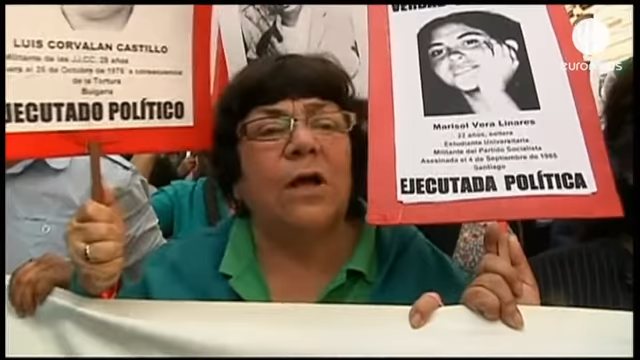 LUIS CORVALAN CASTILLO
Militante de las JJ.CC. 28 años
el 26 de Octubre de 1975 a consecuencia
de la Tortura
Bulgaria
EJECUTADO POLÍTICO
MARISOL VERA LINARES
22 años, soltera
Estudiante Universitaria
Militante del Partido Socialista
Asesinada el 4 de Septiembre de 1985
Santiago
EJECUTADA POLÍTICA
euronews